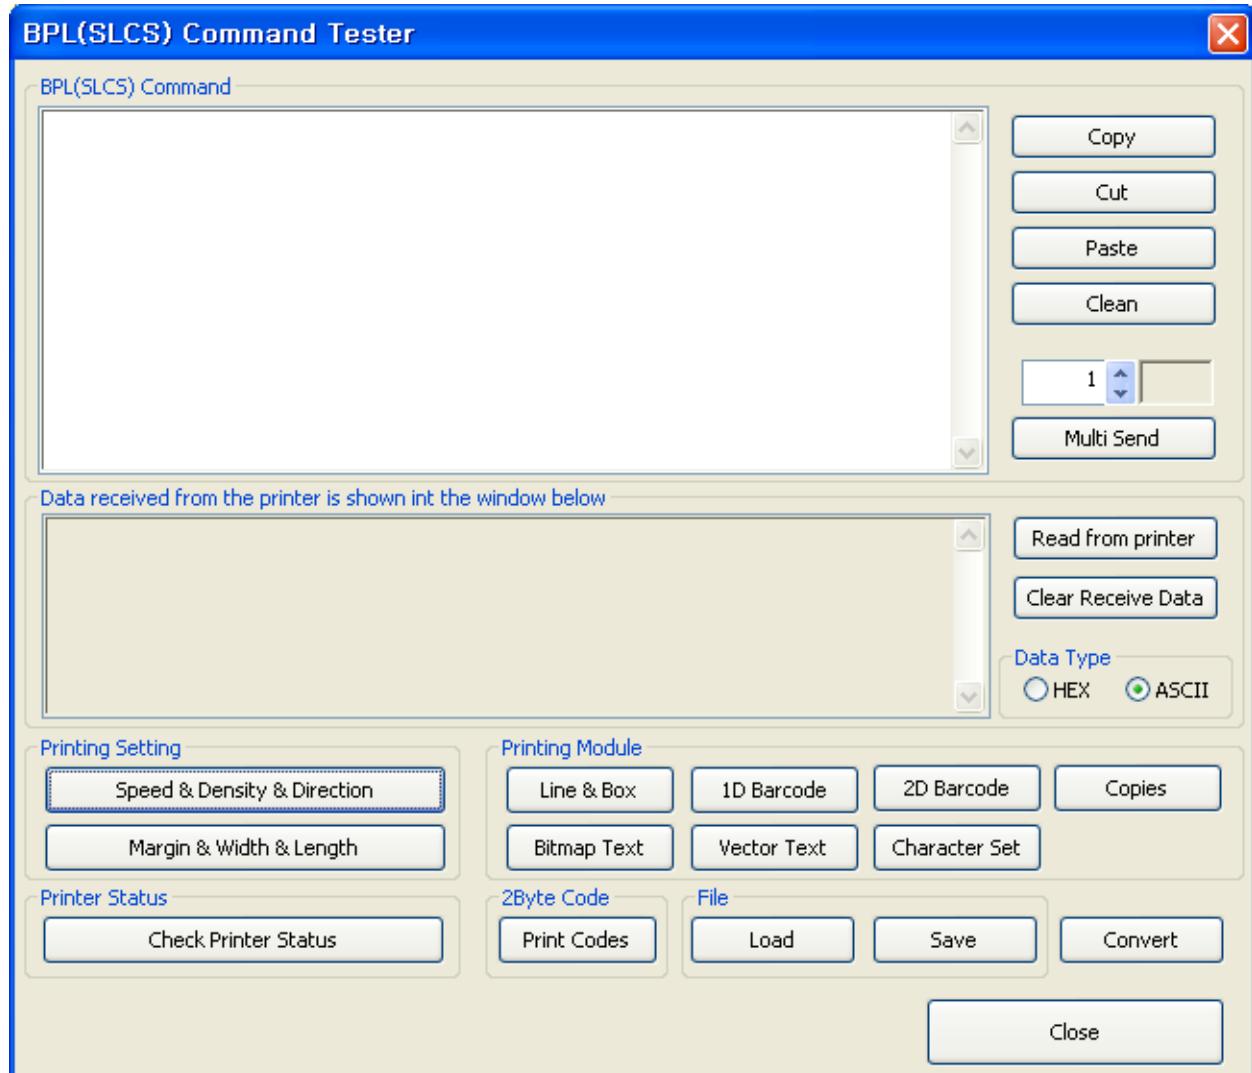 BPL(SLCS) Command Tester
BPL(SLCS) Command
Copy
Cut
Paste
Clean
1
Multi Send
Data received from the printer is shown int the window below
Read from printer
Clear Receive Data
Data Type
HEX ASCII
Printing Setting
Speed & Density & Direction
Margin & Width & Length
Printing Module
Line & Box 1D Barcode 2D Barcode Copies
Bitmap Text Vector Text Character Set
Printer Status
Check Printer Status
2Byte Code
Print Codes
File
Load Save
Convert
Close